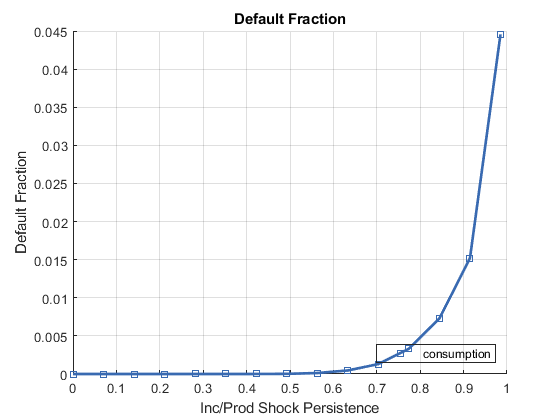 Default Fraction
0.045
0.04
0.035
0.03
0.025
0.02
0.015
0.01
0.005
0
Default Fraction
consumption
0 0.1 0.2 0.3 0.4 0.5 0.6 0.7 0.8 0.9 1
Inc/Prod Shock Persistence